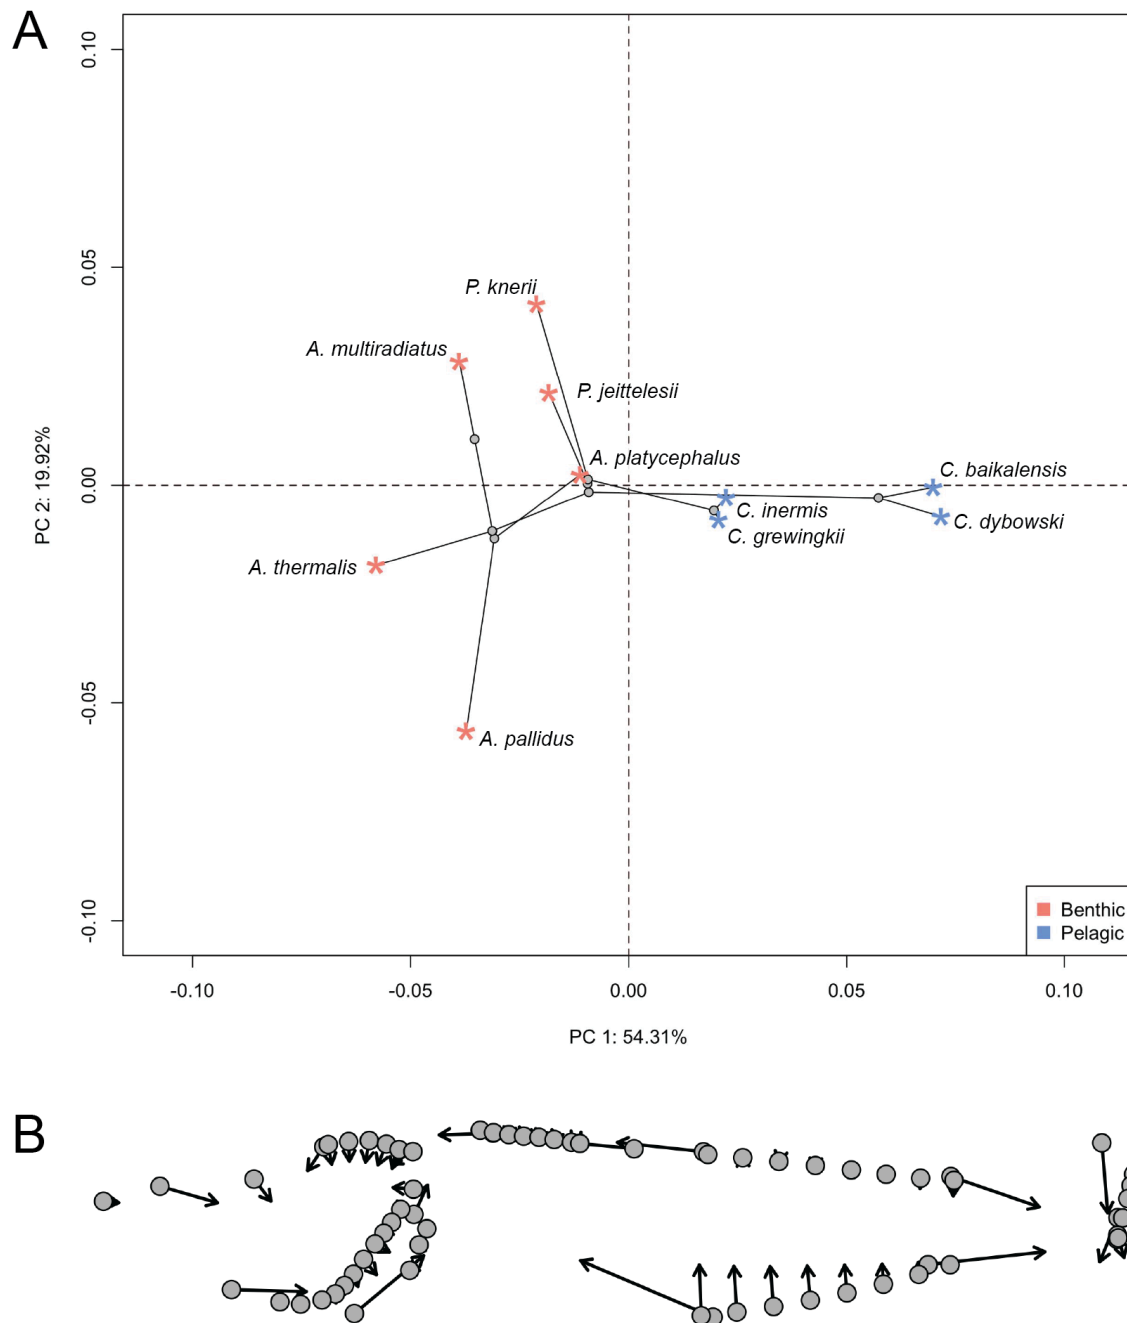 A
0.10
0.05
0.00
-0.05
-0.10
PC 2: 19.92%
P. knerii
A. multiradiatus
P. jeittelesii
A. platycephalus
C. baikalensis
C. inermis
C. dybowski
C. grewingkii
A. thermalis
A. pallidus
Benthic
Pelagic
-0.10
-0.05
0.00
0.05
0.10
PC 1: 54.31%
B